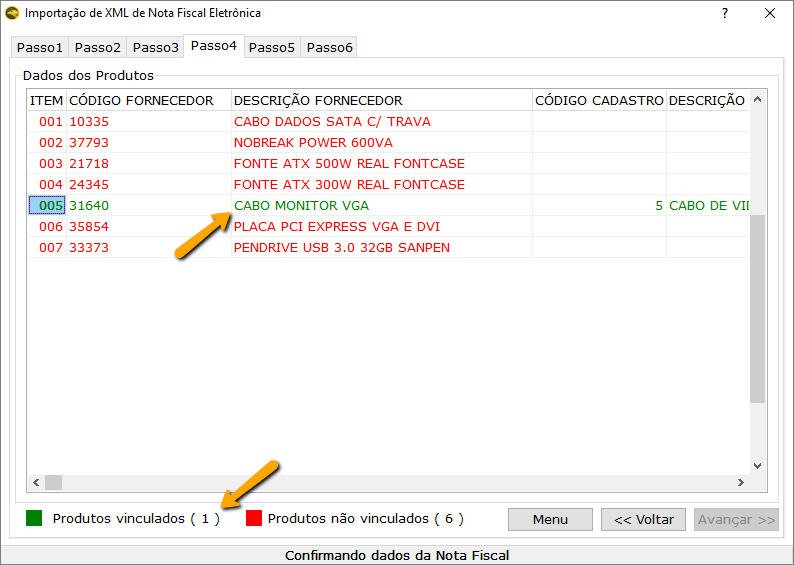 Importação de XML de Nota Fiscal Eletrônica ?
Passo1 Passo2 Passo3 Passo4 Passo5 Passo6
Dados dos Produtos
ITEM CÓDIGO FORNECEDOR DESCRIÇÃO FORNECEDOR CÓDIGO CADASTRO DESCRIÇÃO
001 10335 CABO DADOS SATA C/ TRAVA
002 37793 NOBREAK POWER 600VA
003 21718 FONTE ATX 500W REAL FONTCASE
004 24345 FONTE ATX 300W REAL FONTCASE
005 31640 CABO MONITOR VGA 5 CABO DE
006 35854 PLACA PCI EXPRESS VGA E DVI
007 33373 PENDRIVE USB 3.0 32GB SANPEN
Produtos vinculados ( 1 ) Produtos não vinculados ( 6 ) Menu << Voltar Avançar >>
Confirmando dados da Nota Fiscal